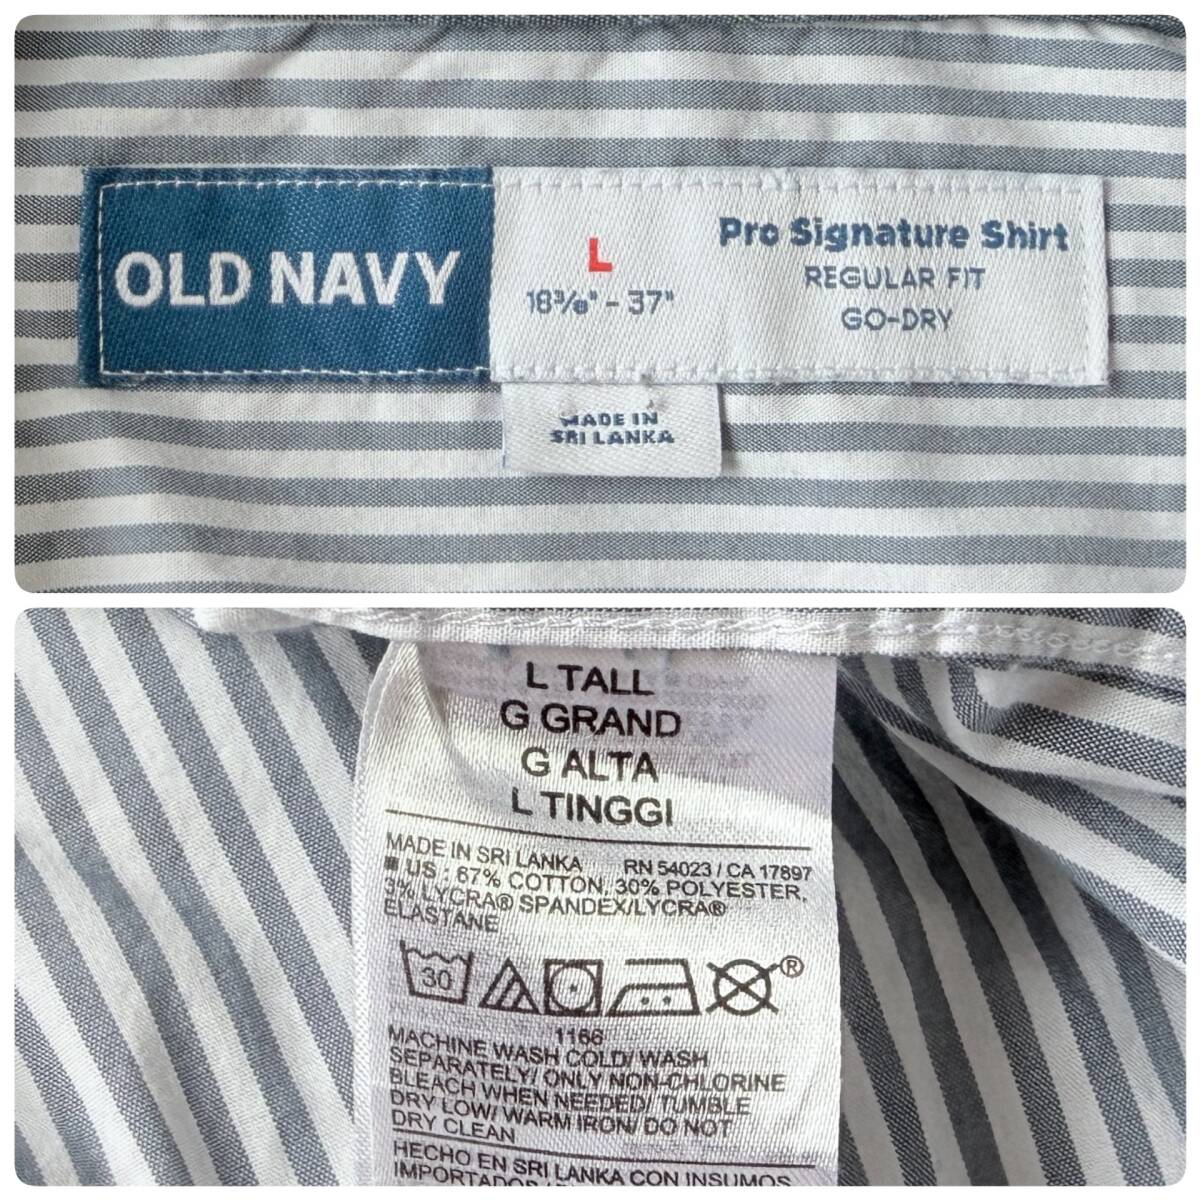 OLD NAVY
L
18⅜" - 37"
Pro Signature Shirt
REGULAR FIT
GO-DRY
MADE IN
SRI LANKA
L TALL
G GRAND
G ALTA
L TINGGI
MADE IN SRI LANKA RN 54023 / CA 17897
■ US : 67% COTTON, 30% POLYESTER,
3% LYCRA® SPANDEX/LYCRA®
ELASTANE
30
®
1166
MACHINE WASH COLD/ WASH
SEPARATELY/ ONLY NON-CHLORINE
BLEACH WHEN NEEDED/ TUMBLE
DRY LOW/ WARM IRON/ DO NOT
DRY CLEAN
HECHO EN SRI LANKA CON INSUMOS